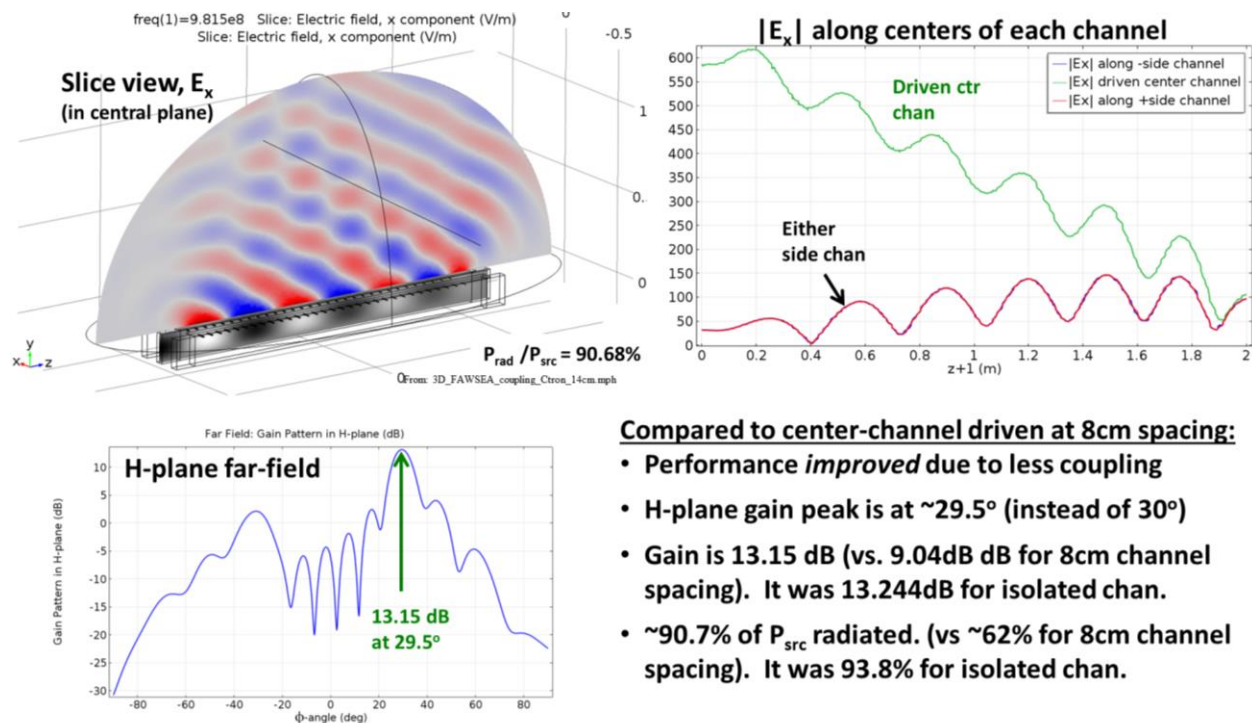 freq(1)=9.815e8   Slice: Electric field, x component (V/m)
Slice: Electric field, x component (V/m)
0
-0.5
1
0.
0
0
Slice view, Ex
(in central plane)
y
x
z
Prad /Psrc = 90.68%
From: 3D_FAWSEA_coupling_Ctron_14cm.mph
|Ex| along centers of each channel
600
550
500
450
400
350
300
250
200
150
100
50
0
0 0.2 0.4 0.6 0.8 1 1.2 1.4 1.6 1.8 2
z+1 (m)
|Ex| along -side channel
|Ex| driven center channel
|Ex| along +side channel
Driven ctr
chan
Either
side chan
Far Field: Gain Pattern in H-plane (dB)
H-plane far-field
Gain Pattern in H-plane (dB)
10
5
0
-5
-10
-15
-20
-25
-30
-80 -60 -40 -20 0 20 40 60 80
ϕ-angle (deg)
13.15 dB
at 29.5o
Compared to center-channel driven at 8cm spacing:
• Performance improved due to less coupling
• H-plane gain peak is at ~29.5o (instead of 30o)
• Gain is 13.15 dB (vs. 9.04dB dB for 8cm channel
spacing). It was 13.244dB for isolated chan.
• ~90.7% of Psrc radiated. (vs ~62% for 8cm channel
spacing). It was 93.8% for isolated chan.